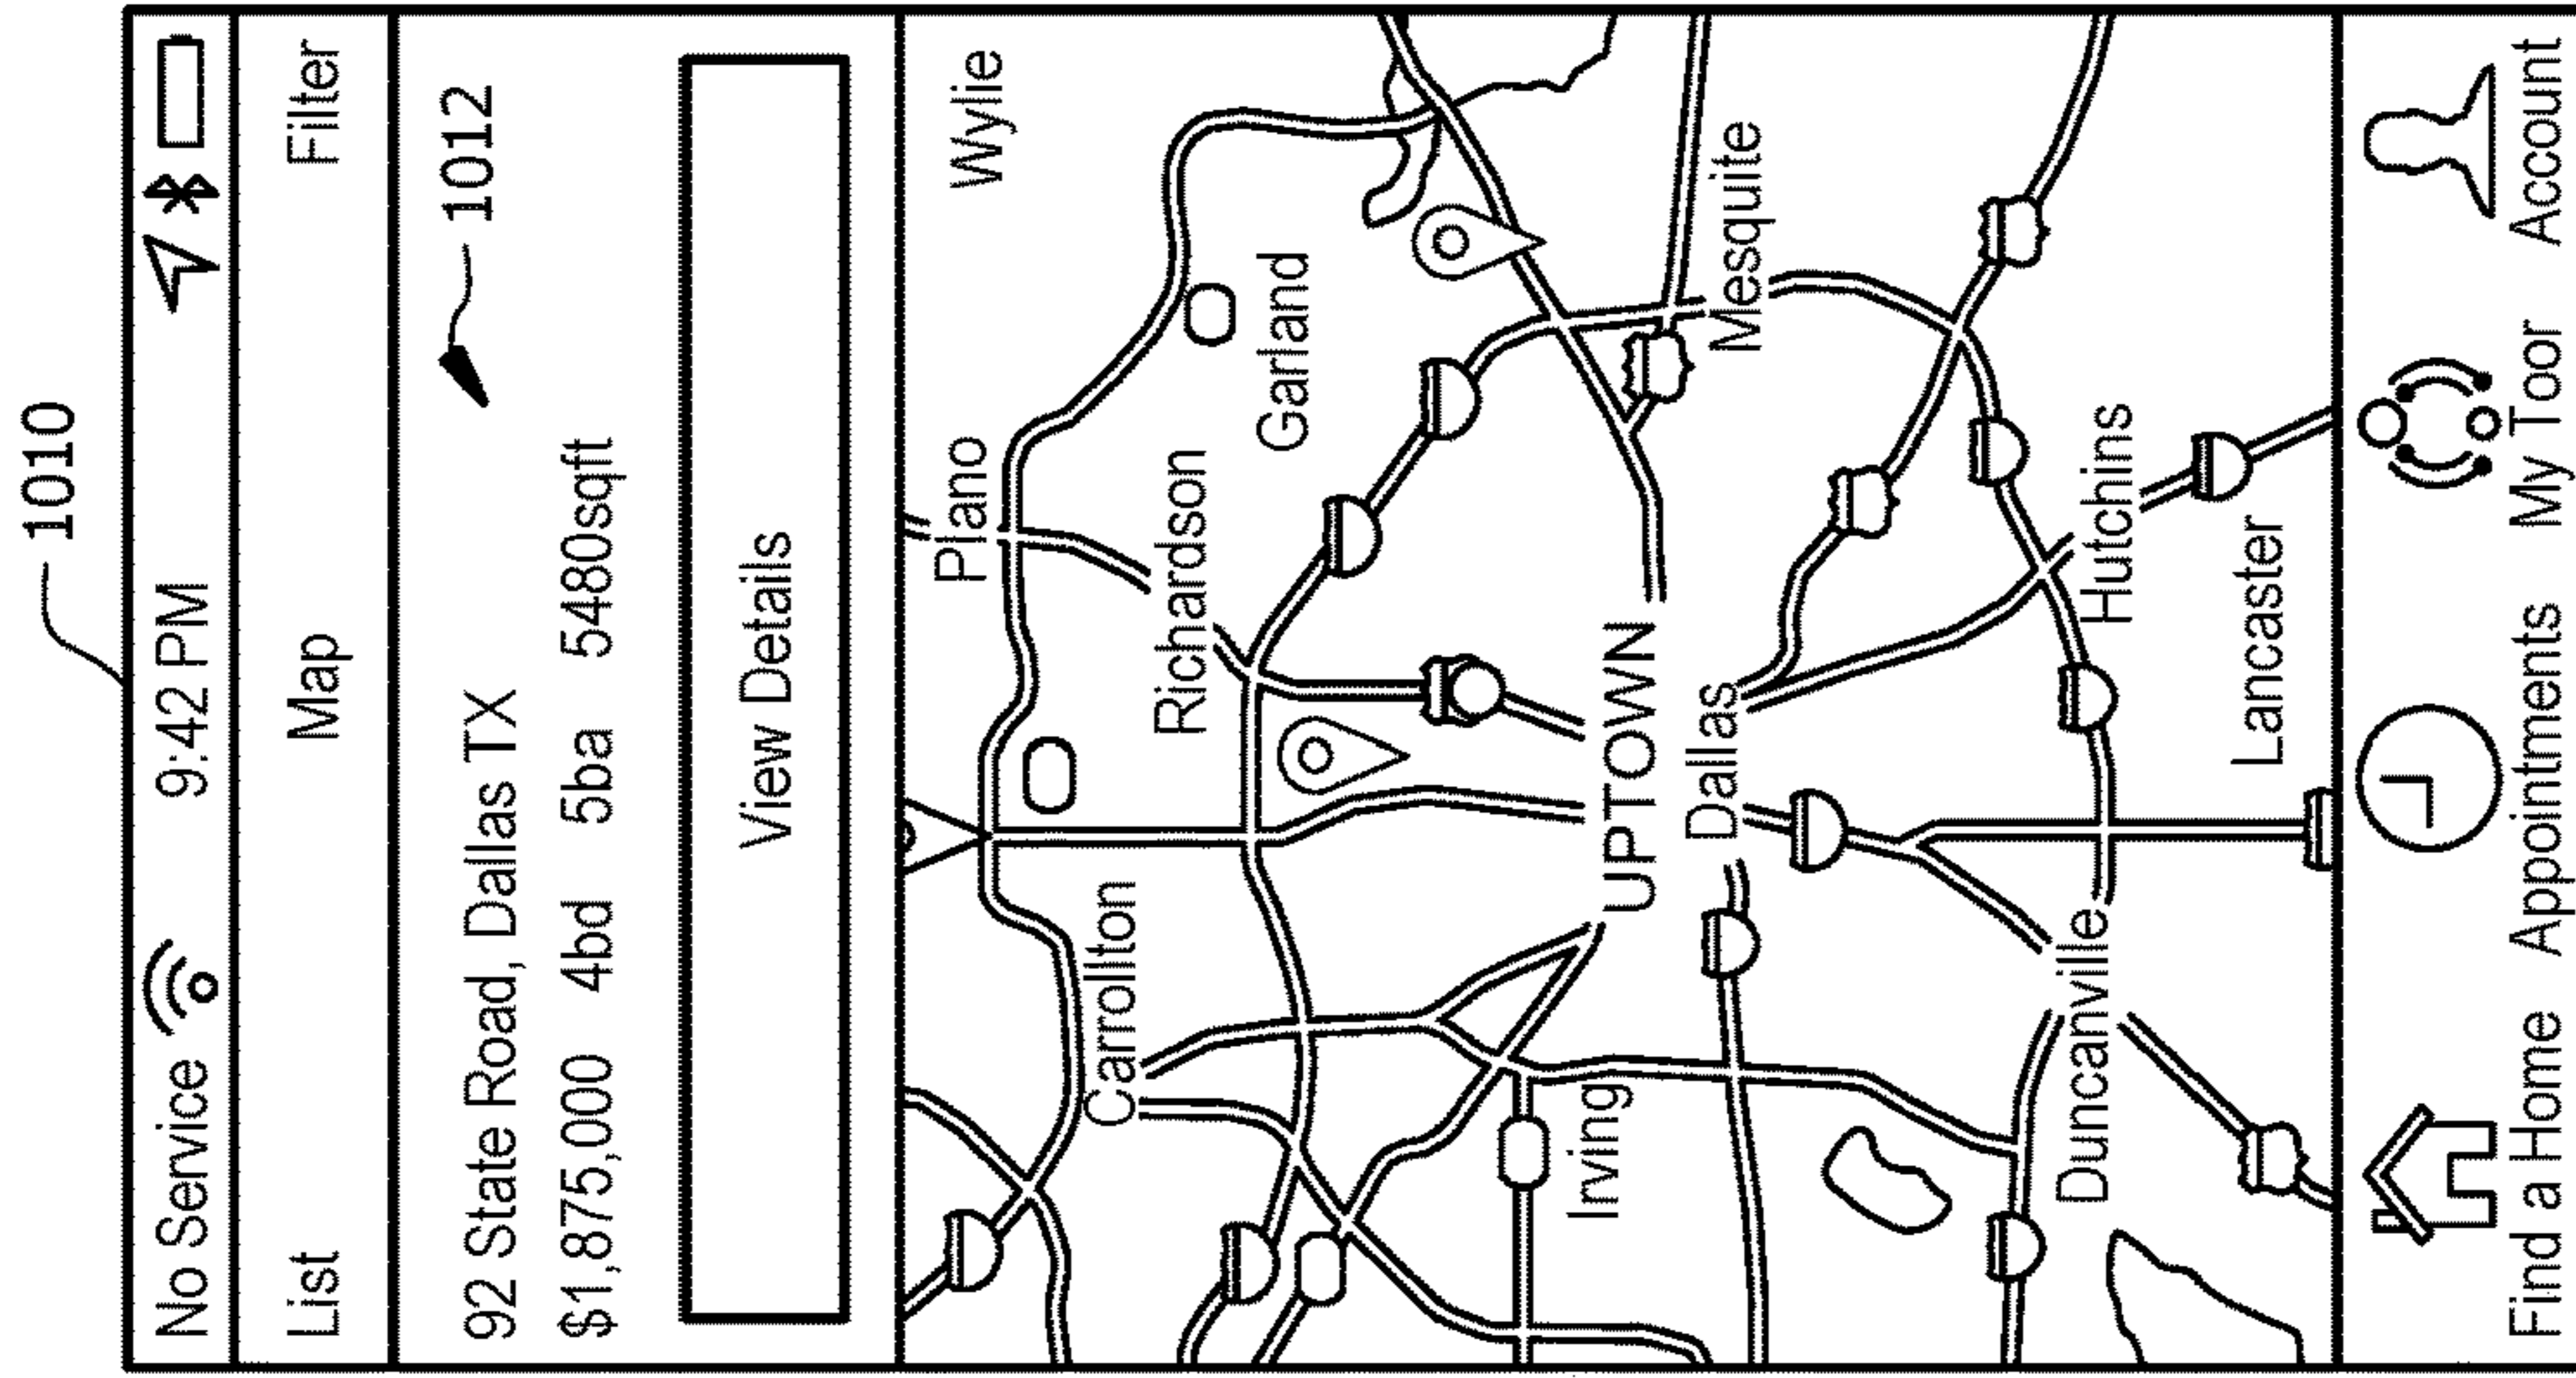 1010
No Service 9:42 PM
List Map Filter
1012
92 State Road, Dallas TX
$1,875,000 4bd 5ba 5480sqft
View Details
Plano Wylie
Carrollton
Richardson
Garland
Irving
UPTOWN
Dallas
Mesquite
Duncanville
Hutchins
Lancaster
Find a Home Appointments My Toor Account